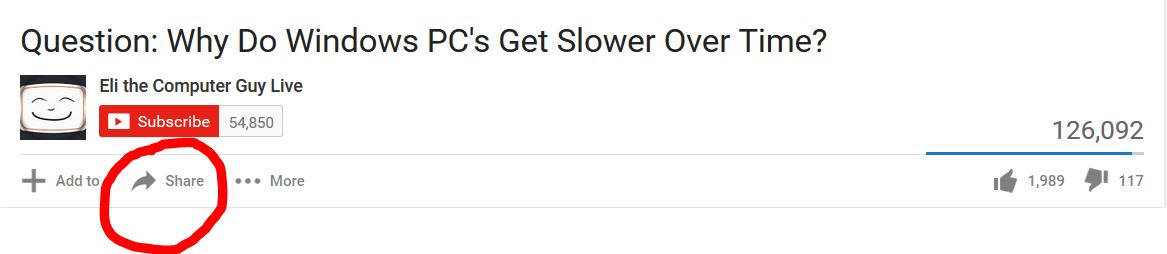 Question: Why Do Windows PC's Get Slower Over Time?
Eli the Computer Guy Live
Subscribe 54,850
126,092
Add to Share More 1,989 117